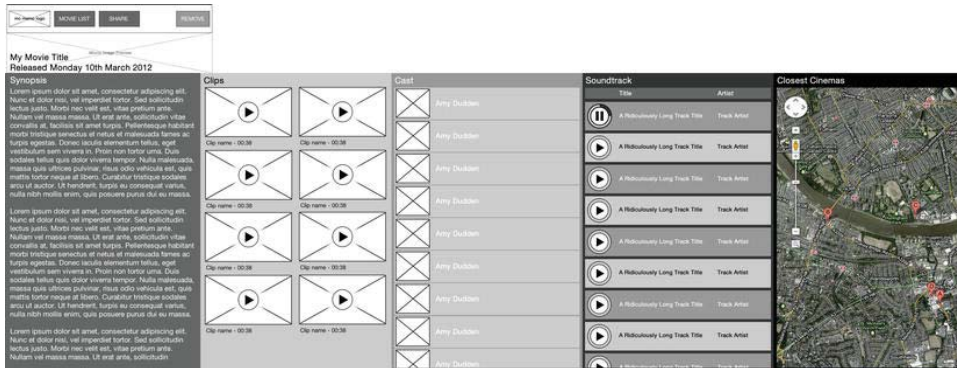 MOVIE LIST
SHARE
REMOVE
My Movie Title
Released Monday 10th March 2012
Synopsis
Lorem ipsum dolor sit amet, consectetur adipiscing elit.
Nunc et dolor nisi, vel imperdiet tortor. Sed sollicitudin
lectus justo. Morbi nec velit est, vitae pretium ante.
Nullam vel massa massa. Ut erat ante, sollicitudin vitae
convallis at, facilisis sit amet turpis. Pellentesque habitant
morbi tristique senectus et netus et malesuada fames ac
turpis egestas. Donec iaculis elementum tellus, eget
vestibulum sem viverra in. Proin non tortor urna. Duis
sodales tellus quis dolor viverra tempor. Nulla malesuada,
massa quis ultrices pulvinar, risus odio vehicula est, quis
mattis tortor neque at libero. Curabitur tristique sodales
arcu ut auctor. Ut hendrerit, turpis eu consequat varius,
nulla nibh mollis enim, quis posuere purus dui eu massa.
Lorem ipsum dolor sit amet, consectetur adipiscing elit.
Nunc et dolor nisi, vel imperdiet tortor. Sed sollicitudin
lectus justo. Morbi nec velit est, vitae pretium ante.
Nullam vel massa massa. Ut erat ante, sollicitudin vitae
convallis at, facilisis sit amet turpis. Pellentesque habitant
morbi tristique senectus et netus et malesuada fames ac
turpis egestas. Donec iaculis elementum tellus, eget
vestibulum sem viverra in. Proin non tortor urna. Duis
sodales tellus quis dolor viverra tempor. Nulla malesuada,
massa quis ultrices pulvinar, risus odio vehicula est, quis
mattis tortor neque at libero. Curabitur tristique sodales
arcu ut auctor. Ut hendrerit, turpis eu consequat varius,
nulla nibh mollis enim, quis posuere purus dui eu massa.
Lorem ipsum dolor sit amet, consectetur adipiscing elit.
Nunc et dolor nisi, vel imperdiet tortor. Sed sollicitudin
lectus justo. Morbi nec velit est, vitae pretium ante.
Nullam vel massa massa. Ut erat ante, sollicitudin
Clips
Clip name - 00:38
Clip name - 00:38
Clip name - 00:38
Clip name - 00:38
Clip name - 00:38
Clip name - 00:38
Clip name - 00:38
Clip name - 00:38
Cast
Amy Dudden
Amy Dudden
Amy Dudden
Amy Dudden
Amy Dudden
Amy Dudden
Amy Dudden
Amy Dudden
Amy Dudden
Soundtrack
Title Artist
A Ridiculously Long Track Title Track Artist
A Ridiculously Long Track Title Track Artist
A Ridiculously Long Track Title Track Artist
A Ridiculously Long Track Title Track Artist
A Ridiculously Long Track Title Track Artist
A Ridiculously Long Track Title Track Artist
A Ridiculously Long Track Title Track Artist
A Ridiculously Long Track Title Track Artist
Closest Cinemas